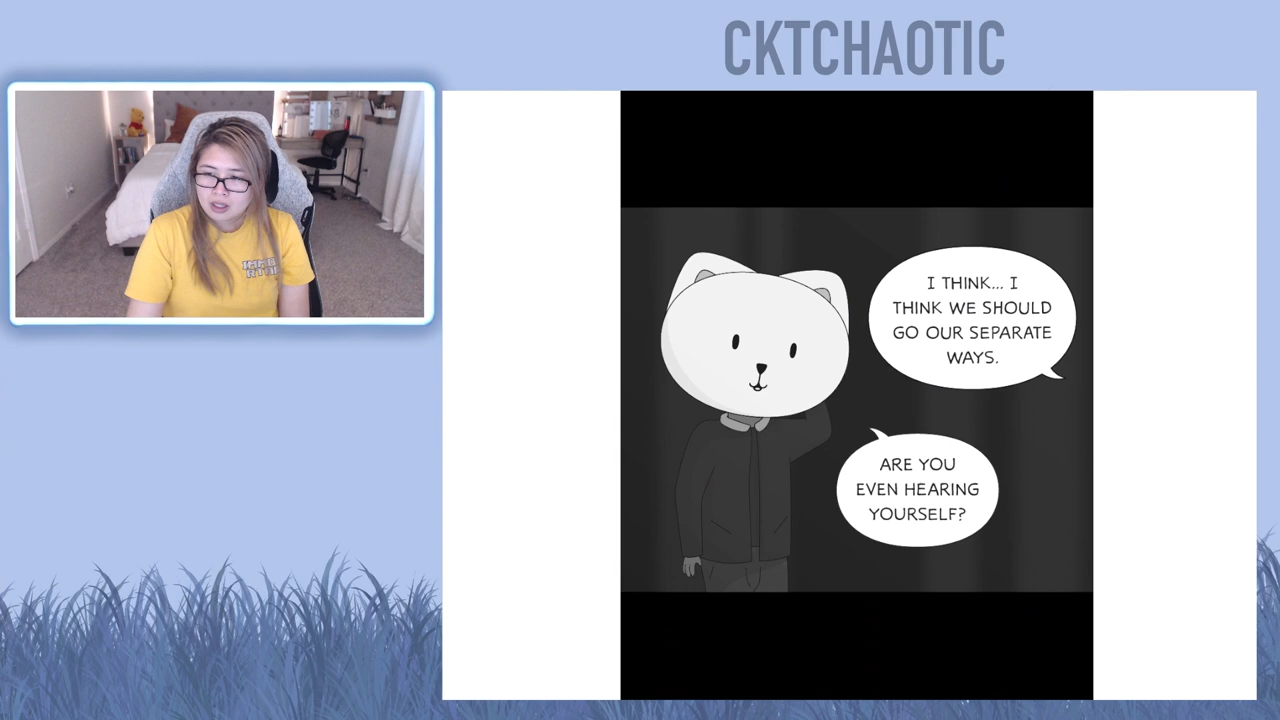 CKTCHAOTIC
I THINK... I
THINK WE SHOULD
GO OUR SEPARATE
WAYS.
ARE YOU
EVEN HEARING
YOURSELF?